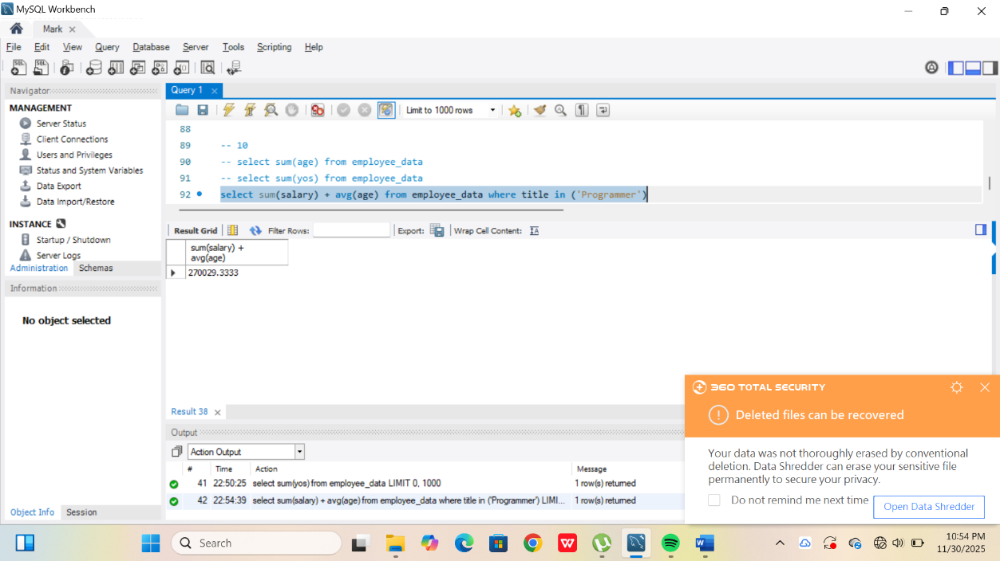 MySQL Workbench
Mark
File Edit View Query Database Server Tools Scripting Help
Navigator
MANAGEMENT
Server Status
Client Connections
Users and Privileges
Status and System Variables
Data Export
Data Import/Restore
INSTANCE
Startup / Shutdown
Server Logs
Administration Schemas
Information
No object selected
Object Info Session
Query 1
Limit to 1000 rows
88
89 -- 10
90 -- select sum(age) from employee_data
91 -- select sum(yos) from employee_data
92 select sum(salary) + avg(age) from employee_data where title in ('Programmer')
Result Grid Filter Rows: Export: Wrap Cell Content:
sum(salary) +
avg(age)
270029.3333
Result 38
Output
Action Output
# Time Action Message
41 22:50:25 select sum(yos) from employee_data LIMIT 0, 1000 1 row(s) returned
42 22:54:39 select sum(salary) + avg(age) from employee_data where title in ('Programmer') LIMI... 1 row(s) returned
360 TOTAL SECURITY
Deleted files can be recovered
Your data was not thoroughly erased by conventional
deletion. Data Shredder can erase your sensitive file
permanently to secure your privacy.
Do not remind me next time
Open Data Shredder
Search
10:54 PM
11/30/2025